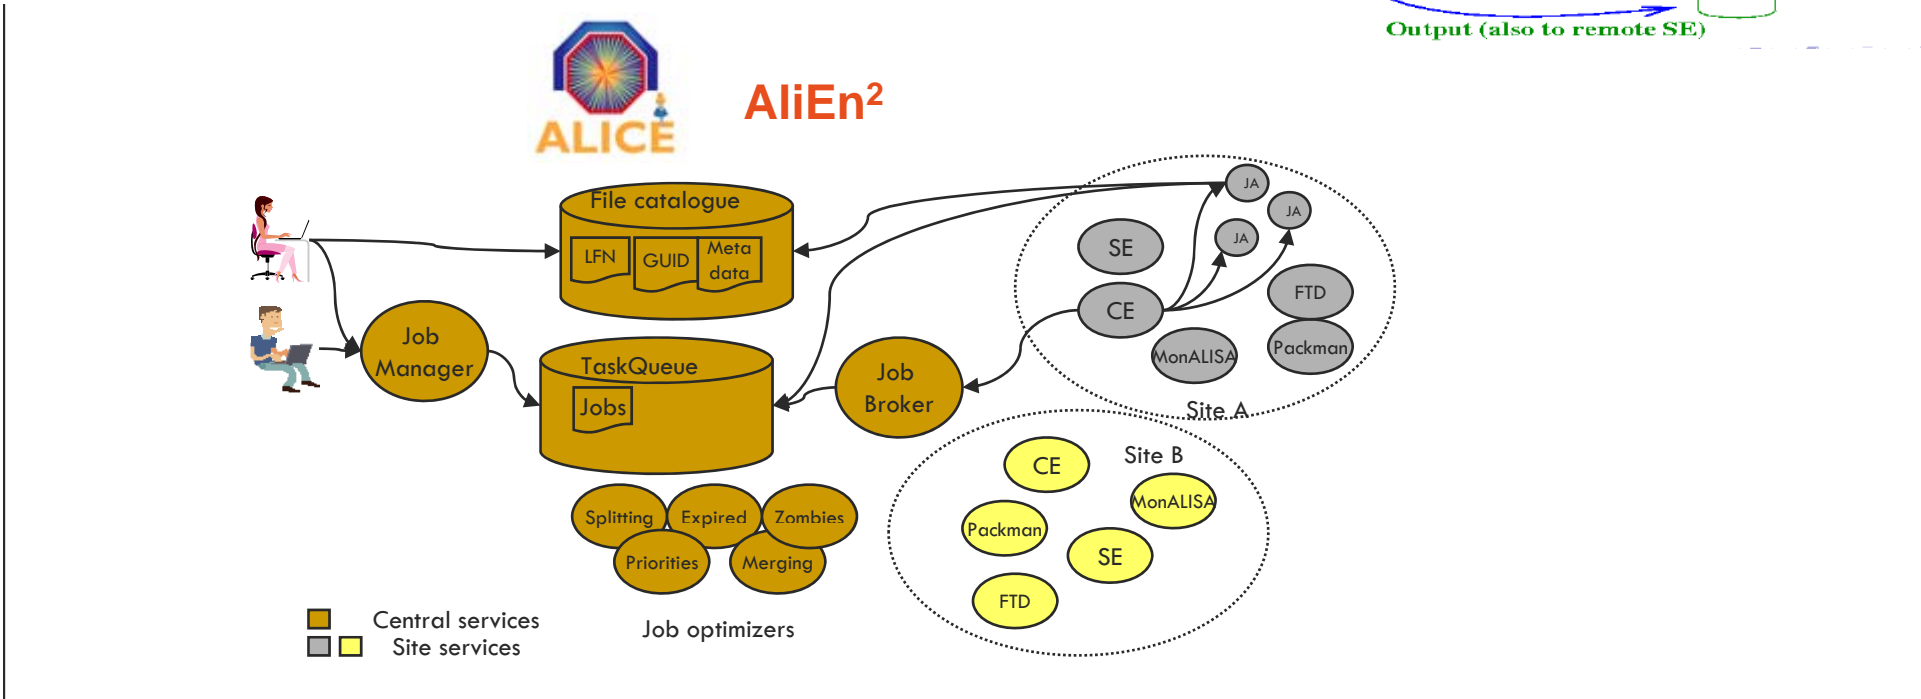 Output (also to remote SE)
ALICE
AliEn²
File catalogue
LFN
GUID
Meta
data
Job
Manager
TaskQueue
Jobs
Job
Broker
JA
JA
JA
SE
CE
FTD
MonALISA
Packman
Site A
CE
Site B
MonALISA
Packman
SE
FTD
Splitting
Expired
Zombies
Priorities
Merging
Job optimizers
Central services
Site services